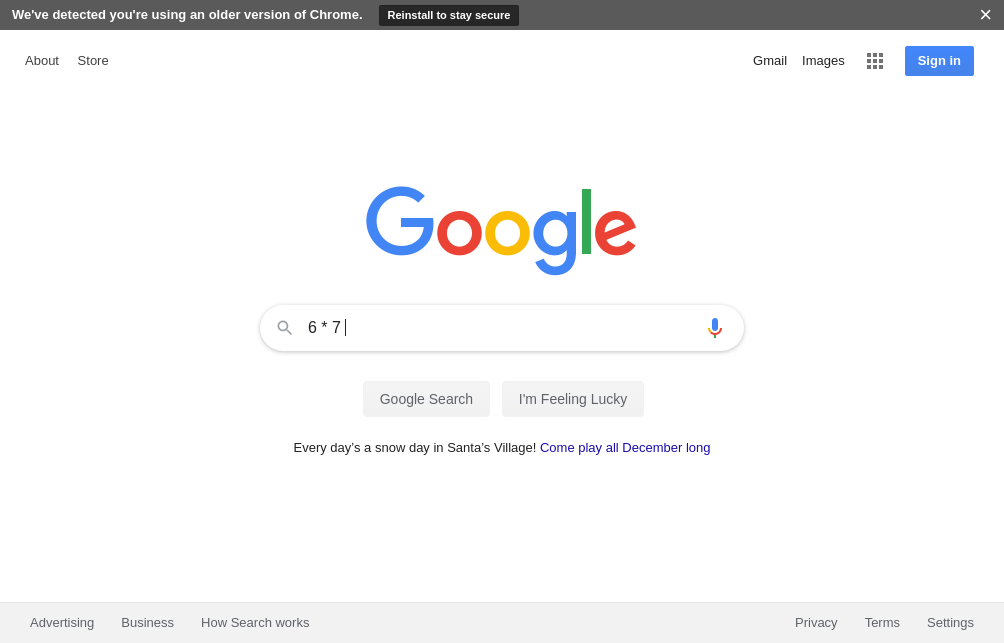 We've detected you're using an older version of Chrome. Reinstall to stay secure
About Store Gmail Images Sign in
Google
6 * 7
Google Search I'm Feeling Lucky
Every day’s a snow day in Santa’s Village! Come play all December long
Advertising Business How Search works Privacy Terms Settings